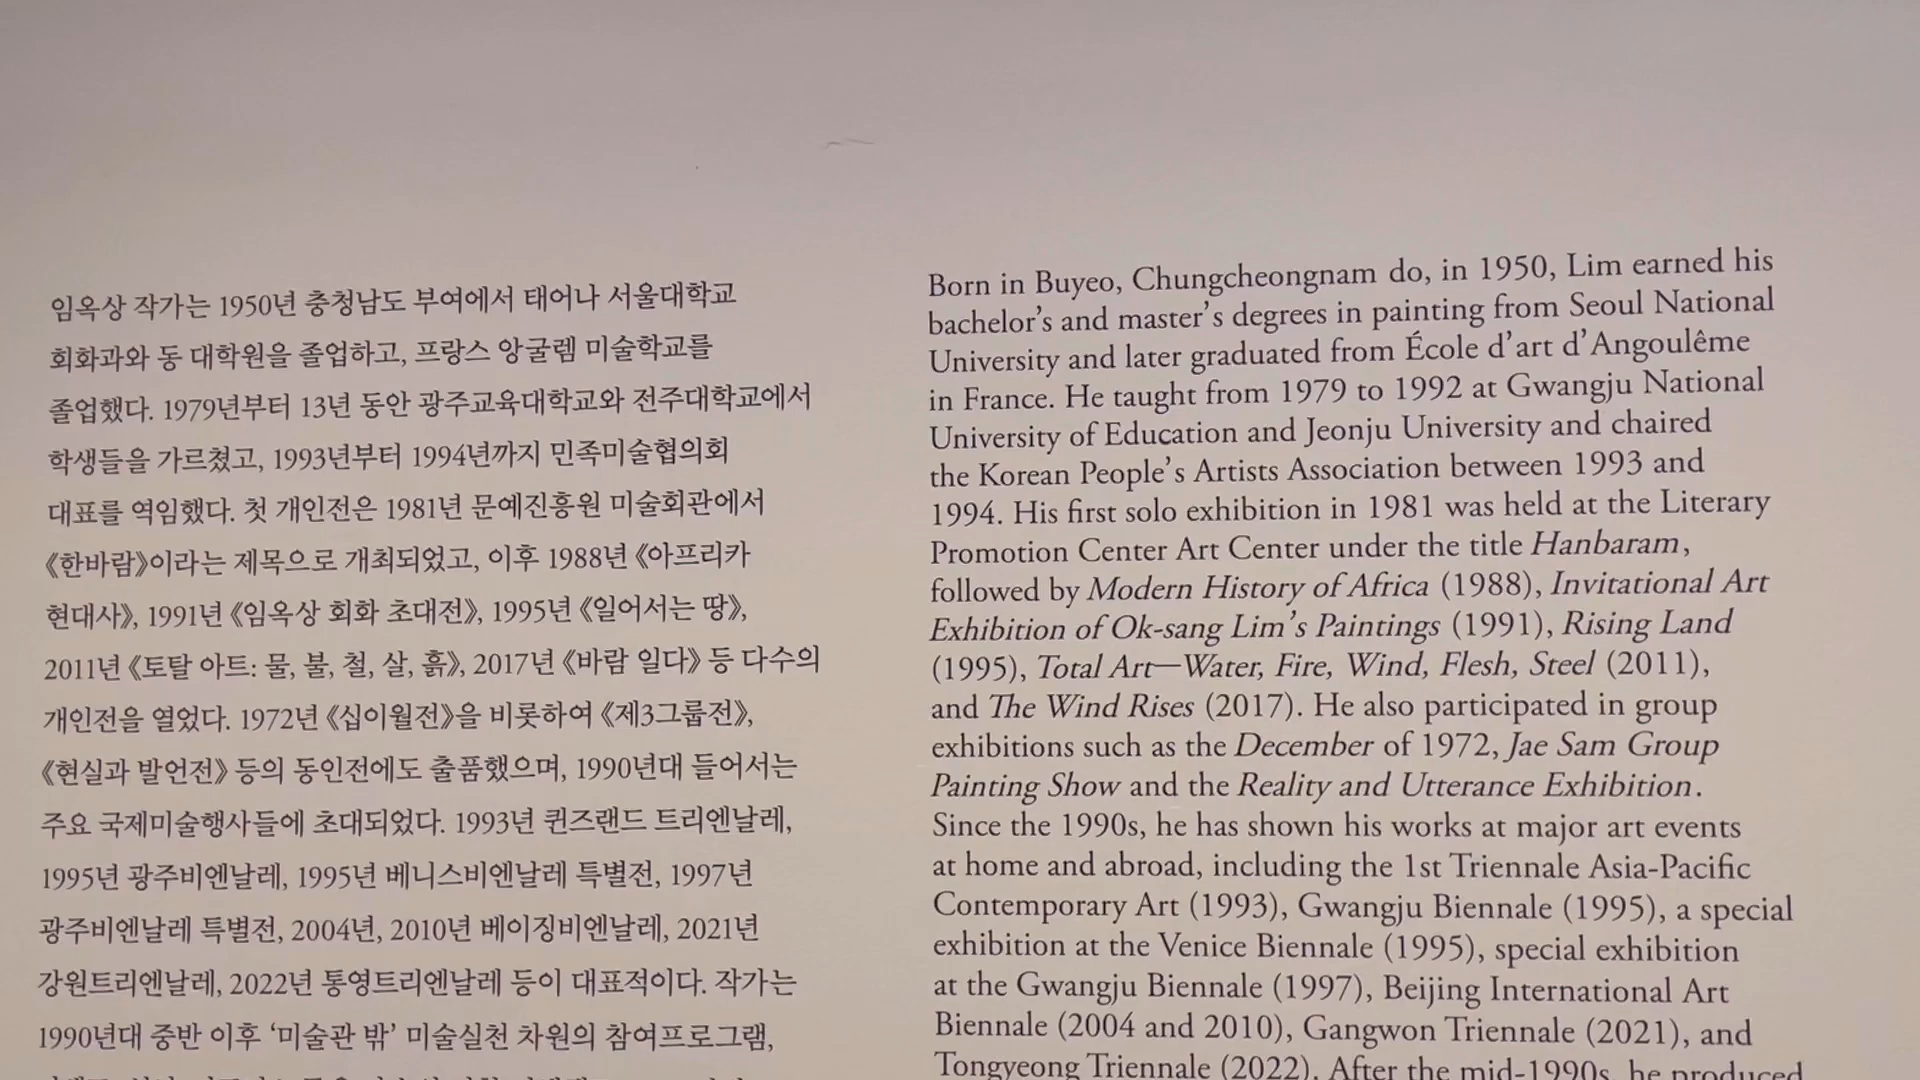 임옥상 작가는 1950년 충청남도 부여에서 태어나 서울대학교
회화과와 동 대학원을 졸업하고, 프랑스 앙굴렘 미술학교를
졸업했다. 1979년부터 13년 동안 광주교육대학교와 전주대학교에서
학생들을 가르쳤고, 1993년부터 1994년까지 민족미술협의회
대표를 역임했다. 첫 개인전은 1981년 문예진흥원 미술회관에서
《한바람》이라는 제목으로 개최되었고, 이후 1988년 《아프리카
현대사》, 1991년 《임옥상 회화 초대전》, 1995년 《일어서는 땅》,
2011년 《토탈 아트: 물, 불, 철, 살, 흙》, 2017년 《바람 일다》 등 다수의
개인전을 열었다. 1972년 《십이월전》을 비롯하여 《제3그룹전》,
《현실과 발언전》 등의 동인전에도 출품했으며, 1990년대 들어서는
주요 국제미술행사들에 초대되었다. 1993년 퀸즈랜드 트리엔날레,
1995년 광주비엔날레, 1995년 베니스비엔날레 특별전, 1997년
광주비엔날레 특별전, 2004년, 2010년 베이징비엔날레, 2021년
강원트리엔날레, 2022년 통영트리엔날레 등이 대표적이다. 작가는
1990년대 중반 이후 ‘미술관 밖’ 미술실천 차원의 참여프로그램,
Born in Buyeo, Chungcheongnam do, in 1950, Lim earned his
bachelor’s and master’s degrees in painting from Seoul National
University and later graduated from École d’art d’Angoulême
in France. He taught from 1979 to 1992 at Gwangju National
University of Education and Jeonju University and chaired
the Korean People’s Artists Association between 1993 and
1994. His first solo exhibition in 1981 was held at the Literary
Promotion Center Art Center under the title Hanbaram,
followed by Modern History of Africa (1988), Invitational Art
Exhibition of Ok-sang Lim’s Paintings (1991), Rising Land
(1995), Total Art—Water, Fire, Wind, Flesh, Steel (2011),
and The Wind Rises (2017). He also participated in group
exhibitions such as the December of 1972, Jae Sam Group
Painting Show and the Reality and Utterance Exhibition.
Since the 1990s, he has shown his works at major art events
at home and abroad, including the 1st Triennale Asia-Pacific
Contemporary Art (1993), Gwangju Biennale (1995), a special
exhibition at the Venice Biennale (1995), special exhibition
at the Gwangju Biennale (1997), Beijing International Art
Biennale (2004 and 2010), Gangwon Triennale (2021), and
Tongyeong Triennale (2022). After the mid-1990s, he produced